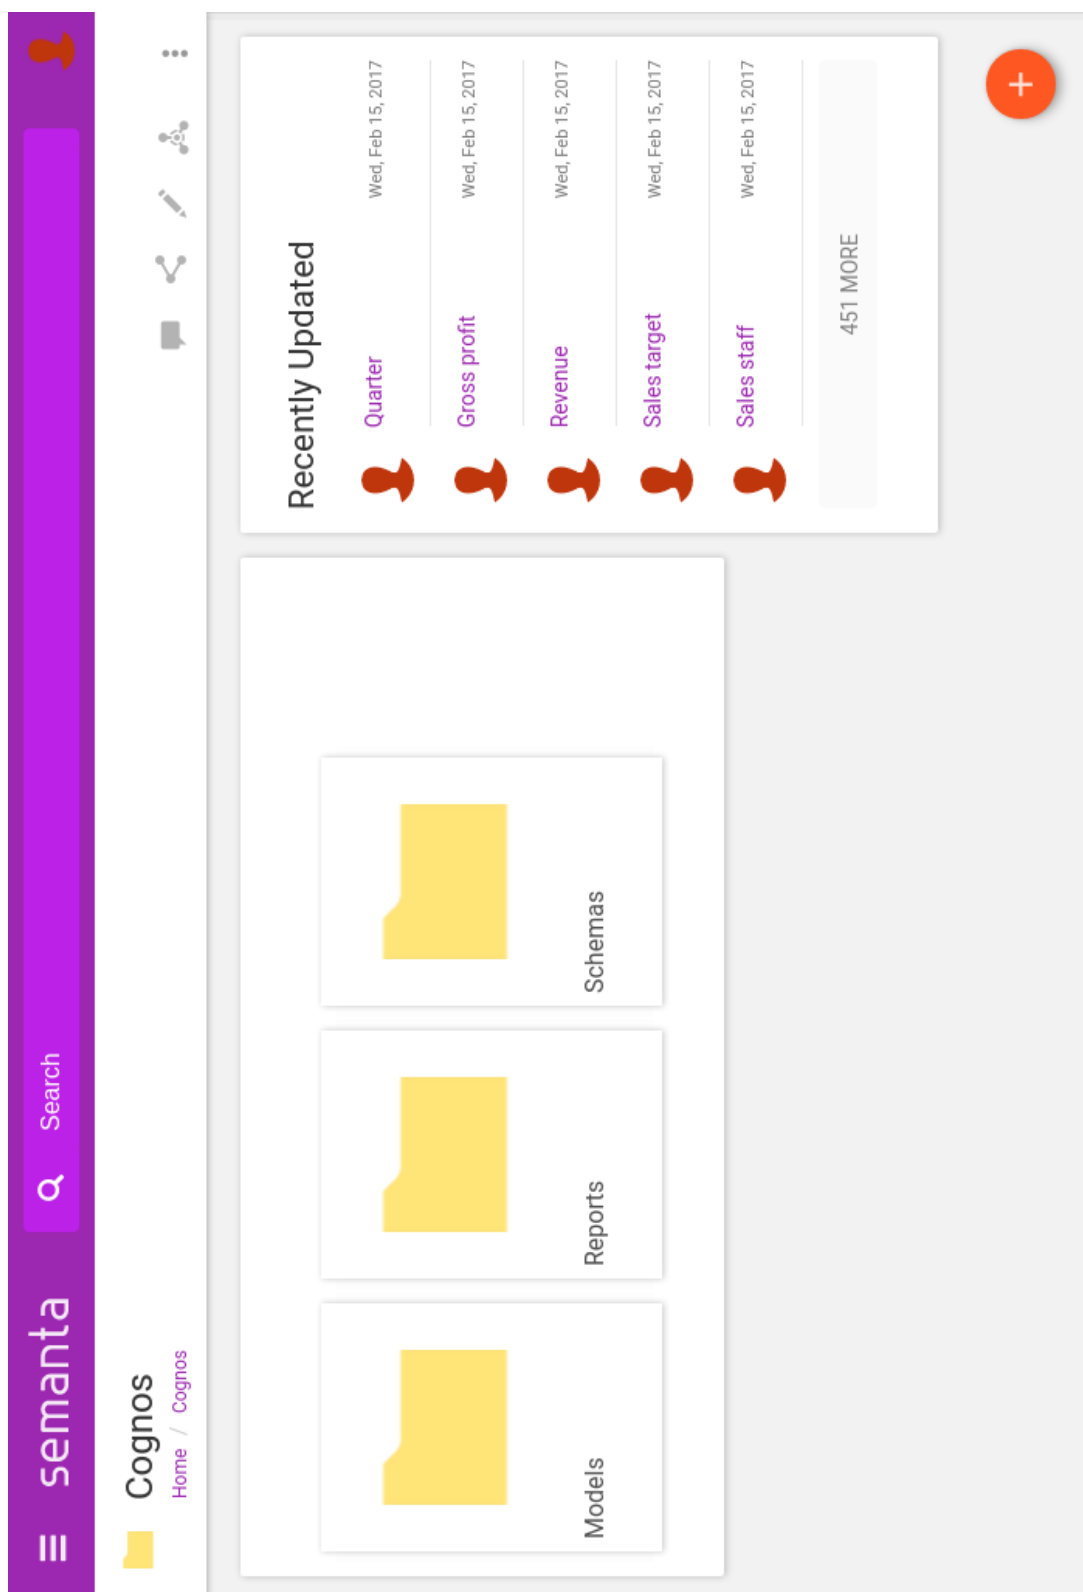 semanta
Search
Cognos
Home / Cognos
Models
Reports
Schemas
Recently Updated
Quarter Wed, Feb 15, 2017
Gross profit Wed, Feb 15, 2017
Revenue Wed, Feb 15, 2017
Sales target Wed, Feb 15, 2017
Sales staff Wed, Feb 15, 2017
451 MORE